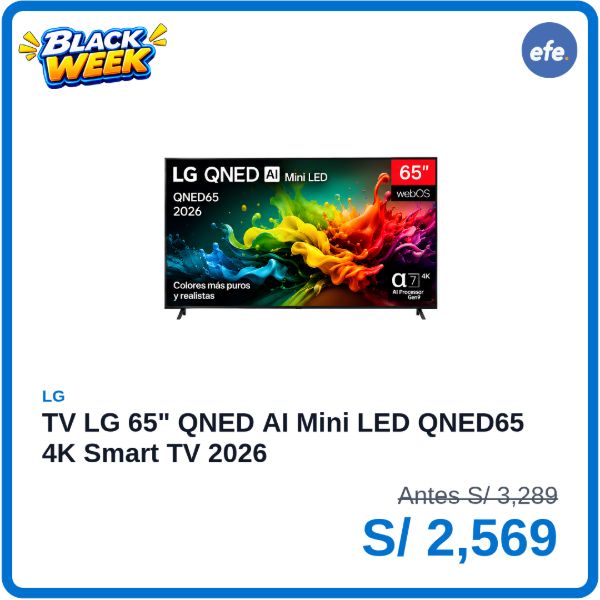 BLACK
WEEK
efe.
LG QNED AI Mini LED
65"
webOS
QNED65
2026
Colores más puros
y realistas
α7 4K
AI Processor
Gen9
LG
TV LG 65" QNED AI Mini LED QNED65
4K Smart TV 2026
Antes S/ 3,289
S/ 2,569